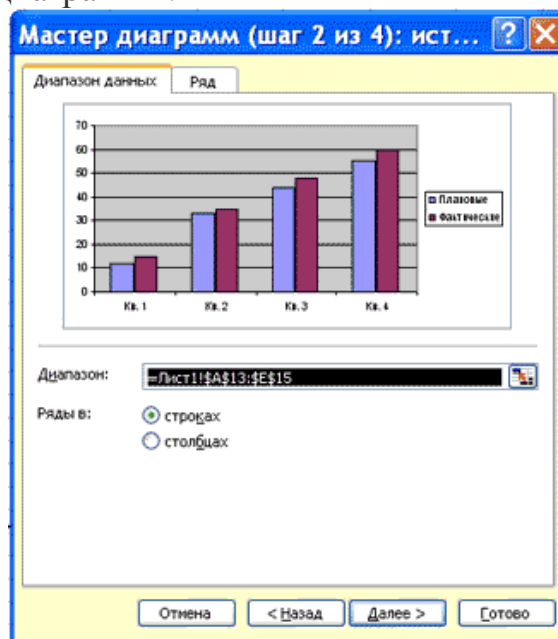 Мастер диаграмм (шаг 2 из 4): ист...
Диапазон данных Ряд
70
60
50
40
30
20
10
0
Кв. 1 Кв. 2 Кв. 3 Кв. 4
Плановые
Фактические
Диапазон: =Лист1!$A$13:$E$15
Ряды в: строках
столбцах
Отмена < Назад Далее > Готово